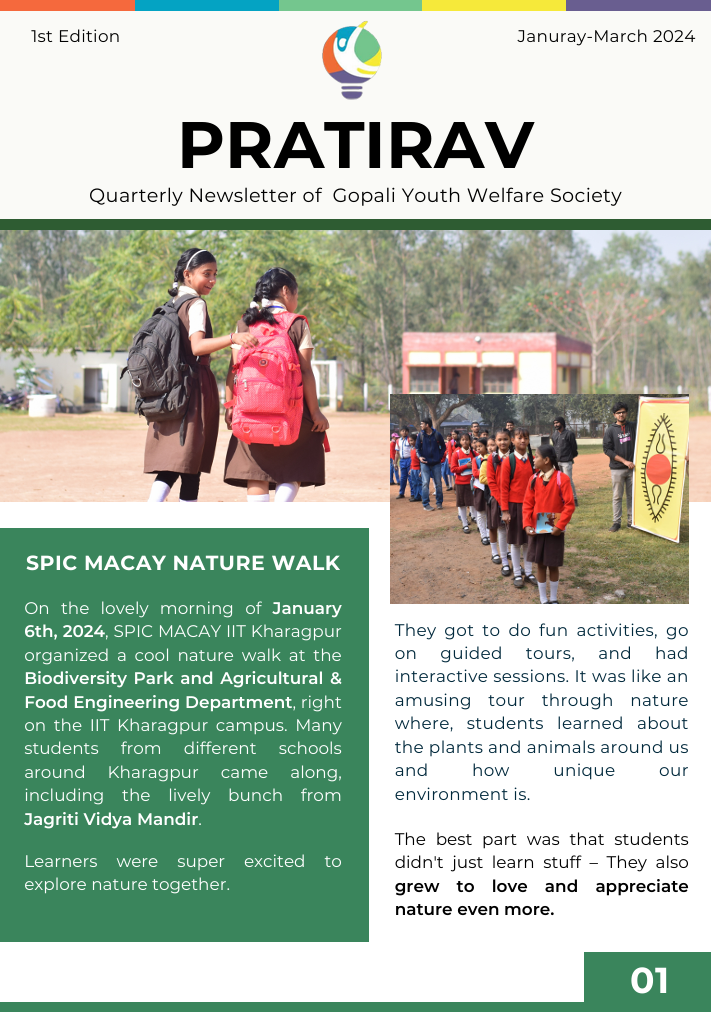 1st Edition
Januray-March 2024
PRATIRAV
Quarterly Newsletter of Gopali Youth Welfare Society
SPIC MACAY NATURE WALK
On the lovely morning of January
6th, 2024, SPIC MACAY IIT Kharagpur
organized a cool nature walk at the
Biodiversity Park and Agricultural &
Food Engineering Department, right
on the IIT Kharagpur campus. Many
students from different schools
around Kharagpur came along,
including the lively bunch from
Jagriti Vidya Mandir.
Learners were super excited to
explore nature together.
They got to do fun activities, go
on guided tours, and had
interactive sessions. It was like an
amusing tour through nature
where, students learned about
the plants and animals around us
and how unique our
environment is.
The best part was that students
didn't just learn stuff – They also
grew to love and appreciate
nature even more.
01